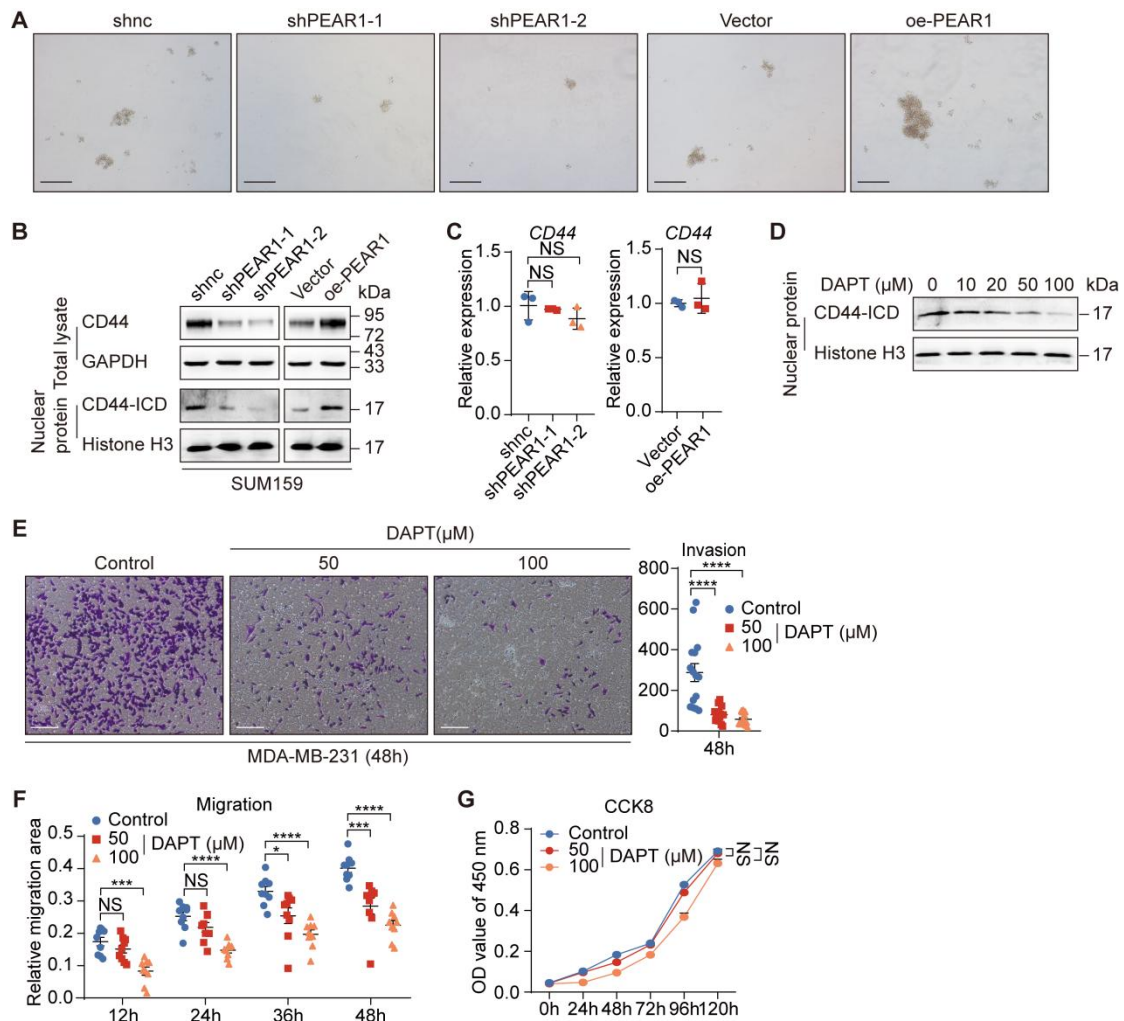 A
shnc
shPEAR1-1
shPEAR1-2
Vector
oe-PEAR1
B
shnc
shPEAR1-1
shPEAR1-2
Vector
oe-PEAR1
kDa
Total lysate
CD44
95
72
GAPDH
43
33
Nuclear
protein
CD44-ICD
17
Histone H3
17
SUM159
C
CD44
NS
NS
Relative expression
1.5
1.0
0.5
0.0
shnc
shPEAR1-1
shPEAR1-2
CD44
NS
Relative expression
1.5
1.0
0.5
0.0
Vector
oe-PEAR1
D
DAPT (µM) 0 10 20 50 100 kDa
Nuclear protein
CD44-ICD
17
Histone H3
17
E
DAPT(µM)
Control
50
100
MDA-MB-231 (48h)
Invasion
800
600
400
200
0
****
****
Control
50
100
DAPT (µM)
48h
F
Migration
Relative migration area
0.5
0.4
0.3
0.2
0.1
0.0
Control
50
100
DAPT (µM)
***
NS
****
NS
****
*
****
***
12h 24h 36h 48h
G
CCK8
OD value of 450 nm
0.8
0.6
0.4
0.2
0.0
Control
50
100
DAPT (µM)
NS
NS
0h 24h 48h 72h 96h 120h